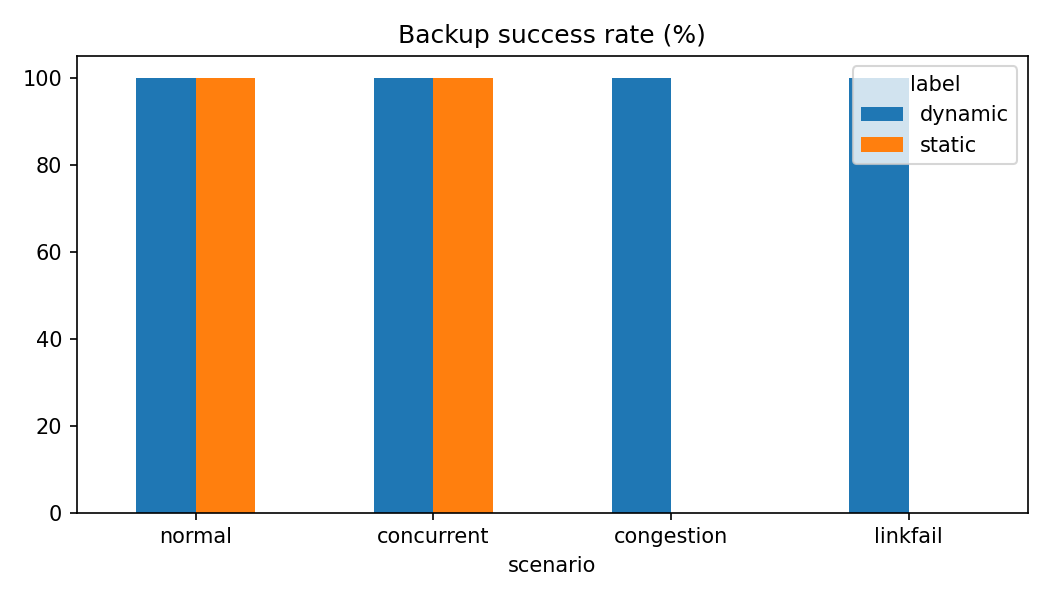 Backup success rate (%)
100
80
60
40
20
0
label
dynamic
static
normal
concurrent
congestion
linkfail
scenario